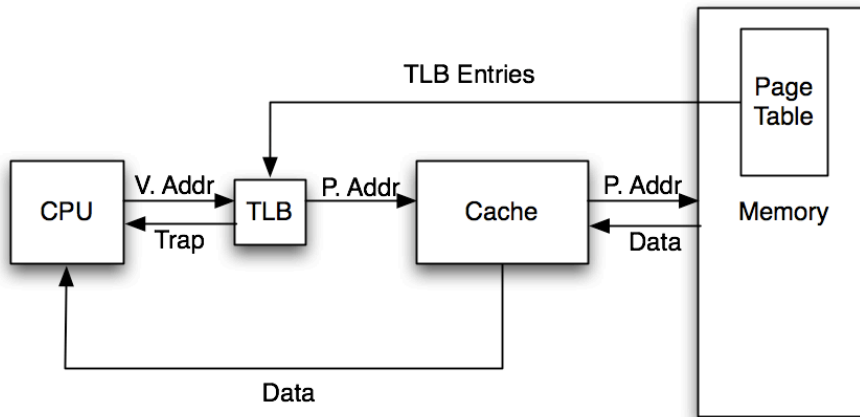 TLB Entries
Page
Table
CPU
V. Addr
Trap
TLB
P. Addr
Cache
P. Addr
Data
Memory
Data